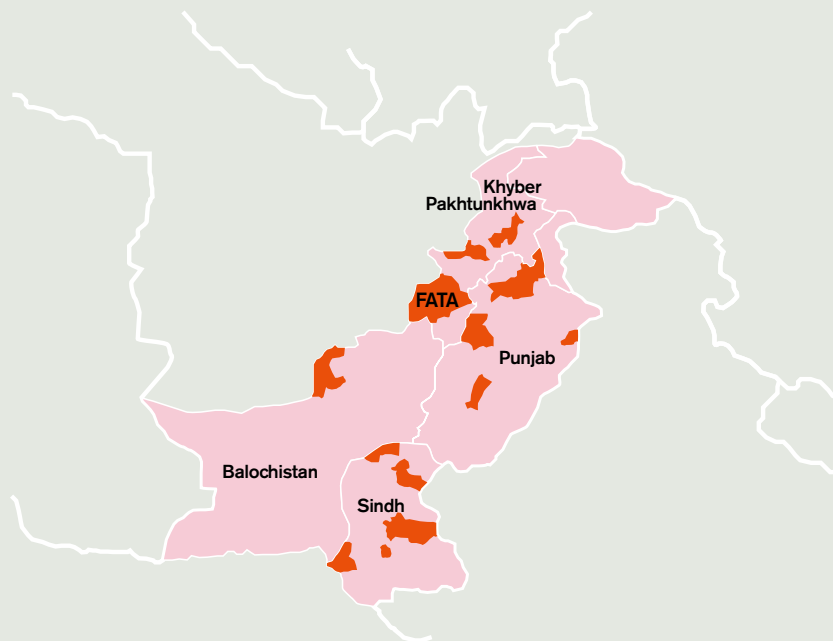 Khyber
Pakhtunkhwa
FATA
Punjab
Balochistan
Sindh